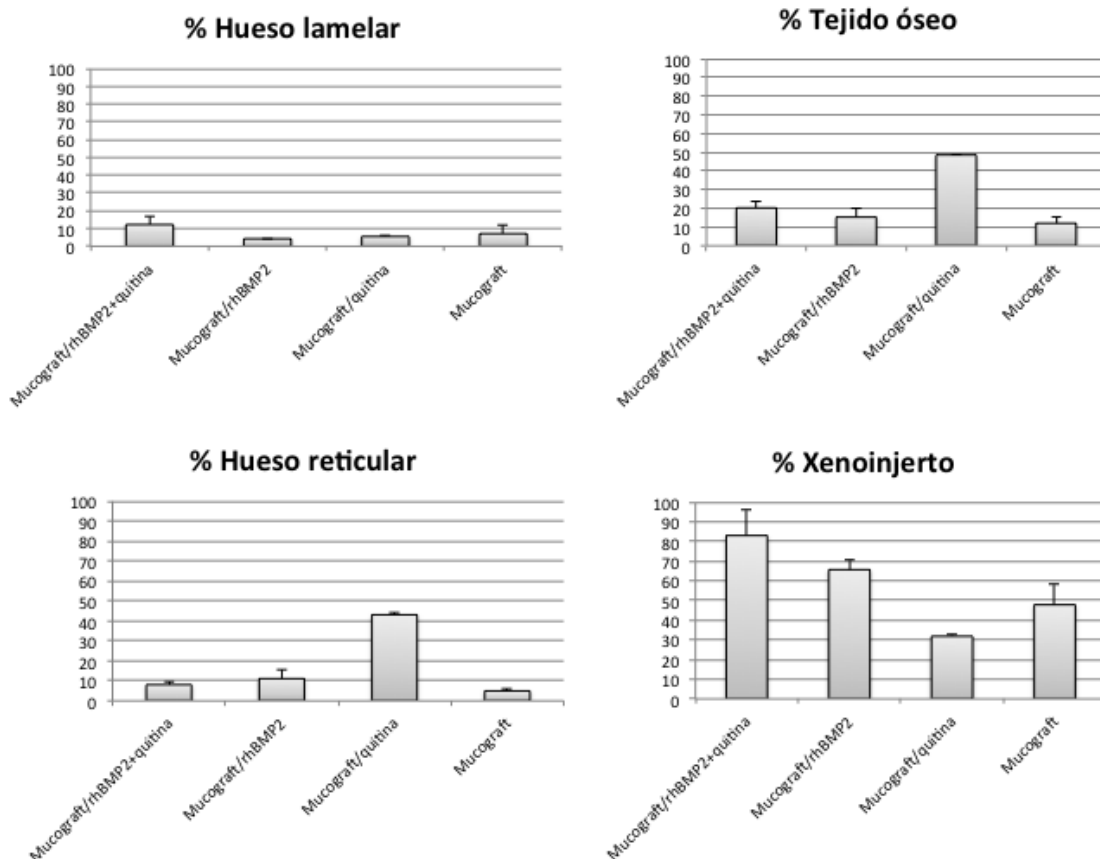 % Hueso lamelar
100
90
80
70
60
50
40
30
20
10
0
Mucograft/rhBMP2+quitina
Mucograft/rhBMP2
Mucograft/quitina
Mucograft
% Tejido óseo
100
90
80
70
60
50
40
30
20
10
0
Mucograft/rhBMP2+quitina
Mucograft/rhBMP2
Mucograft/quitina
Mucograft
% Hueso reticular
100
90
80
70
60
50
40
30
20
10
0
Mucograft/rhBMP2+quitina
Mucograft/rhBMP2
Mucograft/quitina
Mucograft
% Xenoinjerto
100
90
80
70
60
50
40
30
20
10
0
Mucograft/rhBMP2+quitina
Mucograft/rhBMP2
Mucograft/quitina
Mucograft